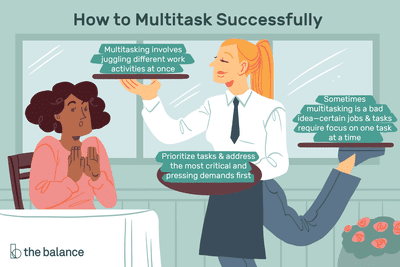 How to Multitask Successfully
Multitasking involves
juggling different work
activities at once
Sometimes
multitasking is a bad
idea—certain jobs & tasks
require focus on one task
at a time
Prioritize tasks & address
the most critical and
pressing demands first
the balance